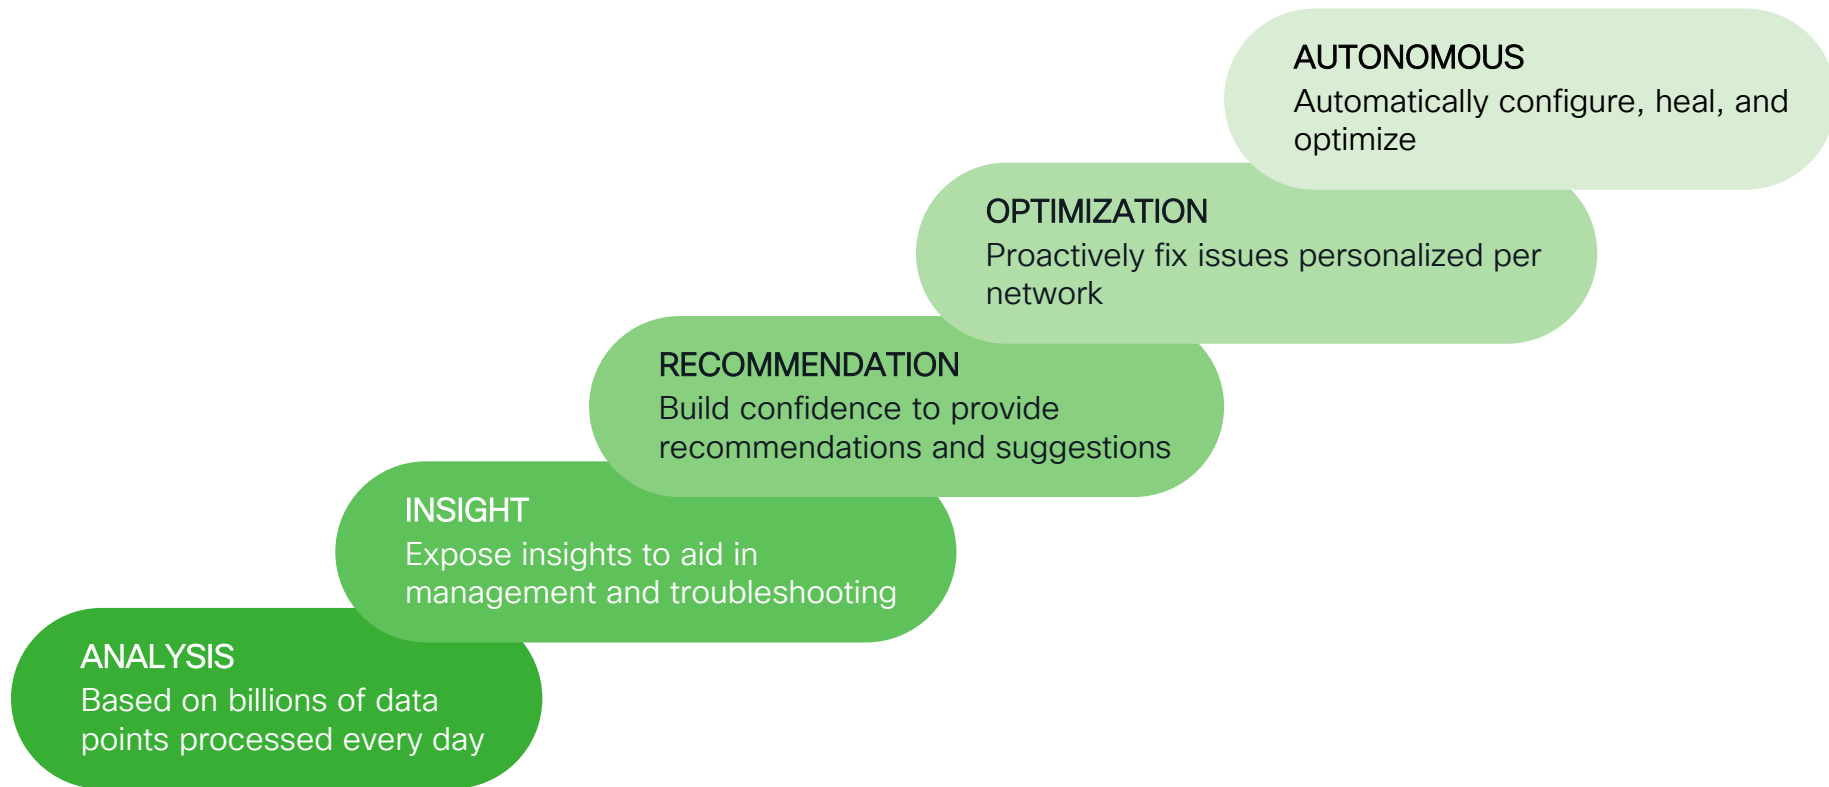 AUTONOMOUS
Automatically configure, heal, and
optimize
OPTIMIZATION
Proactively fix issues personalized per
network
RECOMMENDATION
Build confidence to provide
recommendations and suggestions
INSIGHT
Expose insights to aid in
management and troubleshooting
ANALYSIS
Based on billions of data
points processed every day